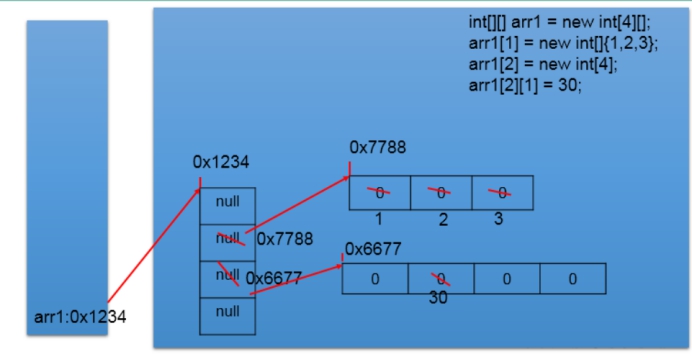 int[][] arr1 = new int[4][];
arr1[1] = new int[]{1,2,3};
arr1[2] = new int[4];
arr1[2][1] = 30;
0x7788
0x1234
null
0 0 0
1 2 3
null 0x7788
0x6677
null 0x6677
0 0 0 0
30
null
arr1:0x1234